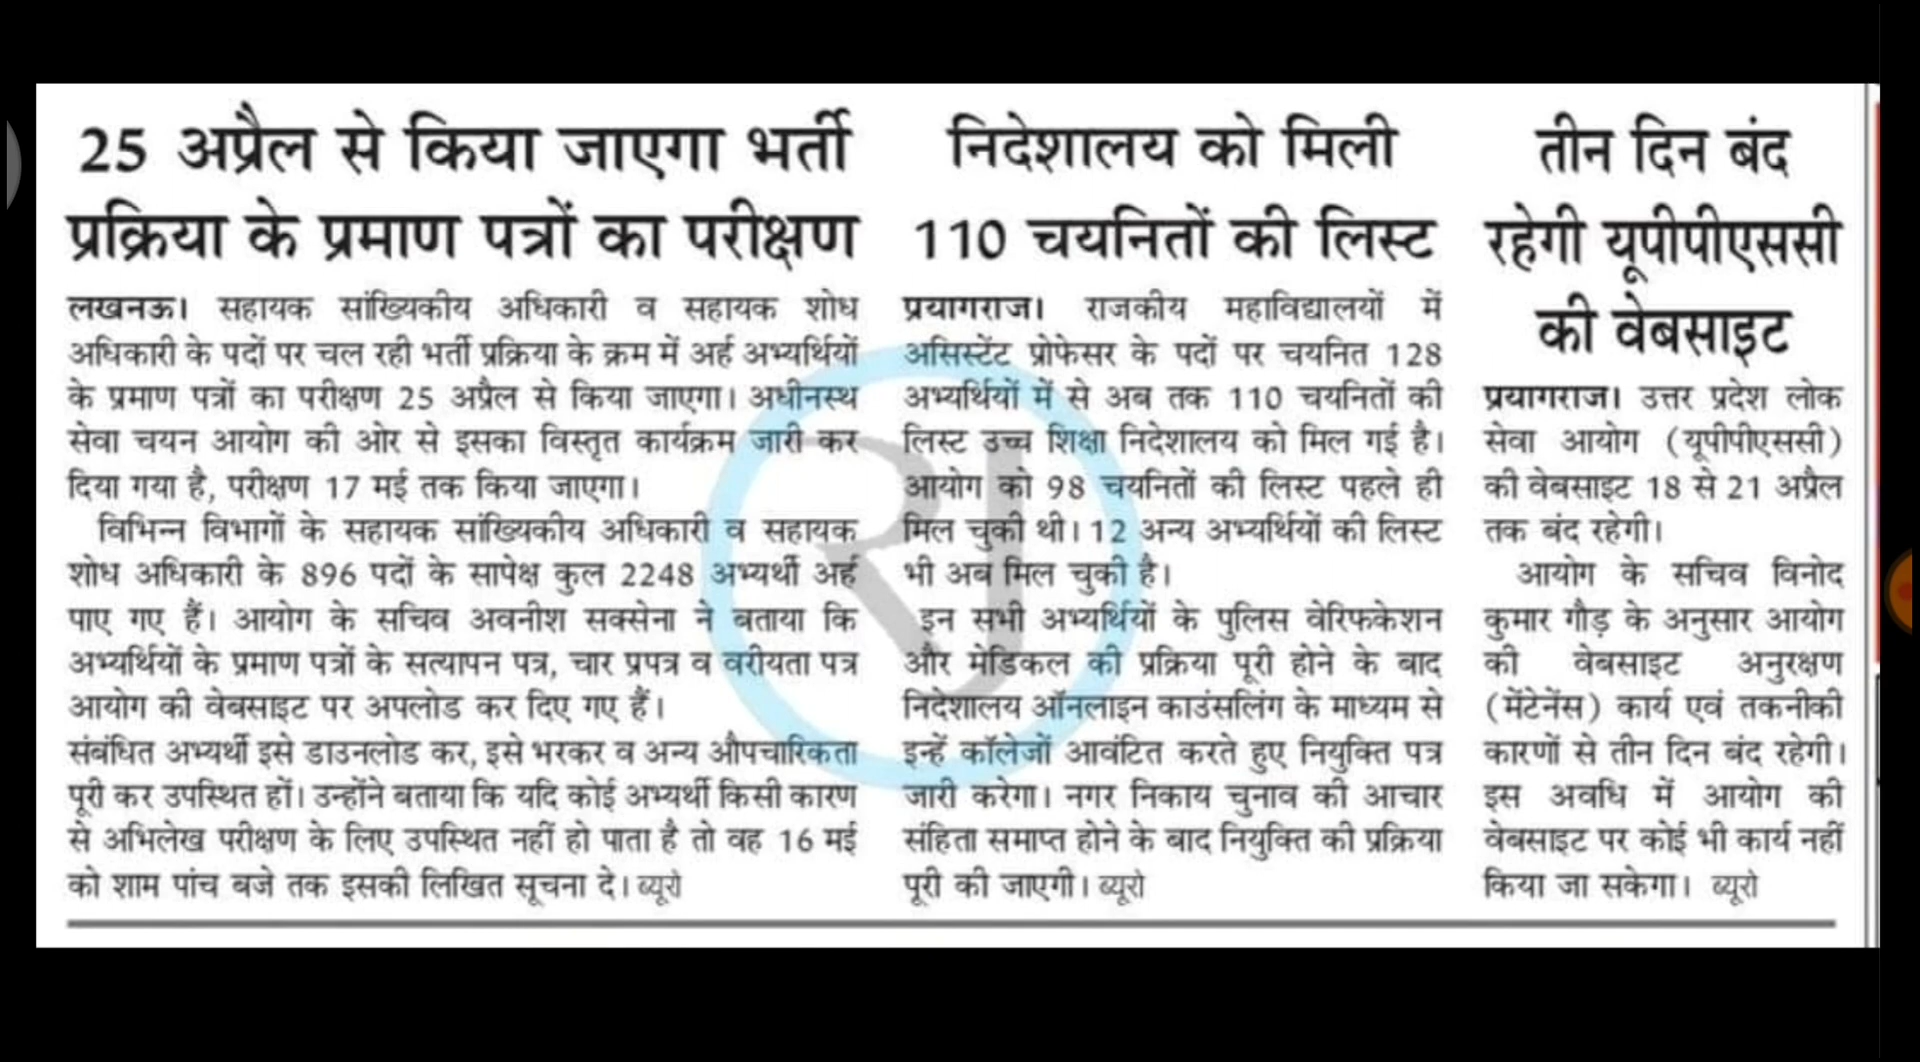 25 अप्रैल से किया जाएगा भर्ती
प्रक्रिया के प्रमाण पत्रों का परीक्षण
लखनऊ। सहायक सांख्यिकीय अधिकारी व सहायक शोध
अधिकारी के पदों पर चल रही भर्ती प्रक्रिया के क्रम में अर्ह अभ्यर्थियों
के प्रमाण पत्रों का परीक्षण 25 अप्रैल से किया जाएगा। अधीनस्थ
सेवा चयन आयोग की ओर से इसका विस्तृत कार्यक्रम जारी कर
दिया गया है, परीक्षण 17 मई तक किया जाएगा।
विभिन्न विभागों के सहायक सांख्यिकीय अधिकारी व सहायक
शोध अधिकारी के 896 पदों के सापेक्ष कुल 2248 अभ्यर्थी अर्ह
पाए गए हैं। आयोग के सचिव अवनीश सक्सेना ने बताया कि
अभ्यर्थियों के प्रमाण पत्रों के सत्यापन पत्र, चार प्रपत्र व वरीयता पत्र
आयोग की वेबसाइट पर अपलोड कर दिए गए हैं।
संबंधित अभ्यर्थी इसे डाउनलोड कर, इसे भरकर व अन्य औपचारिकता
पूरी कर उपस्थित हों। उन्होंने बताया कि यदि कोई अभ्यर्थी किसी कारण
से अभिलेख परीक्षण के लिए उपस्थित नहीं हो पाता है तो वह 16 मई
को शाम पांच बजे तक इसकी लिखित सूचना दे। ब्यूरो
निदेशालय को मिली
110 चयनितों की लिस्ट
प्रयागराज। राजकीय महाविद्यालयों में
असिस्टेंट प्रोफेसर के पदों पर चयनित 128
अभ्यर्थियों में से अब तक 110 चयनितों की
लिस्ट उच्च शिक्षा निदेशालय को मिल गई है।
आयोग को 98 चयनितों की लिस्ट पहले ही
मिल चुकी थी। 12 अन्य अभ्यर्थियों की लिस्ट
भी अब मिल चुकी है।
इन सभी अभ्यर्थियों के पुलिस वेरिफकेशन
और मेडिकल की प्रक्रिया पूरी होने के बाद
निदेशालय ऑनलाइन काउंसलिंग के माध्यम से
इन्हें कॉलेजों आवंटित करते हुए नियुक्ति पत्र
जारी करेगा। नगर निकाय चुनाव की आचार
संहिता समाप्त होने के बाद नियुक्ति की प्रक्रिया
पूरी की जाएगी। ब्यूरो
तीन दिन बंद
रहेगी यूपीपीएससी
की वेबसाइट
प्रयागराज। उत्तर प्रदेश लोक
सेवा आयोग (यूपीपीएससी)
की वेबसाइट 18 से 21 अप्रैल
तक बंद रहेगी।
आयोग के सचिव विनोद
कुमार गौड़ के अनुसार आयोग
की वेबसाइट अनुरक्षण
(मेंटेनेंस) कार्य एवं तकनीकी
कारणों से तीन दिन बंद रहेगी।
इस अवधि में आयोग की
वेबसाइट पर कोई भी कार्य नहीं
किया जा सकेगा। ब्यूरो